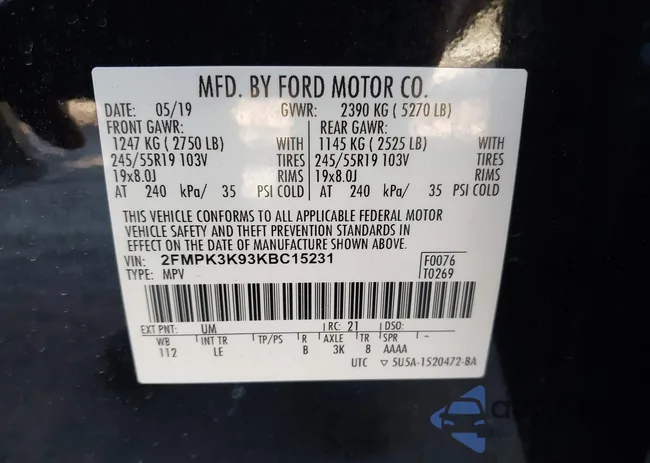 MFD. BY FORD MOTOR CO.
DATE: 05/19 GVWR: 2390 KG ( 5270 LB)
FRONT GAWR: REAR GAWR:
1247 KG ( 2750 LB) WITH 1145 KG ( 2525 LB) WITH
245/55R19 103V TIRES 245/55R19 103V TIRES
19x8.0J RIMS 19x8.0J RIMS
AT 240 kPa/ 35 PSI COLD AT 240 kPa/ 35 PSI COLD
THIS VEHICLE CONFORMS TO ALL APPLICABLE FEDERAL MOTOR
VEHICLE SAFETY AND THEFT PREVENTION STANDARDS IN
EFFECT ON THE DATE OF MANUFACTURE SHOWN ABOVE.
VIN: 2FMPK3K93KBC15231 F0076
TYPE: MPV T0269
EXT PNT: UM RC: 21 DSO:
WB INT TR TP/PS R AXLE TR SPR -
112 LE B 3K 8 AAAA
UTC ▽ 5U5A-1520472-BA